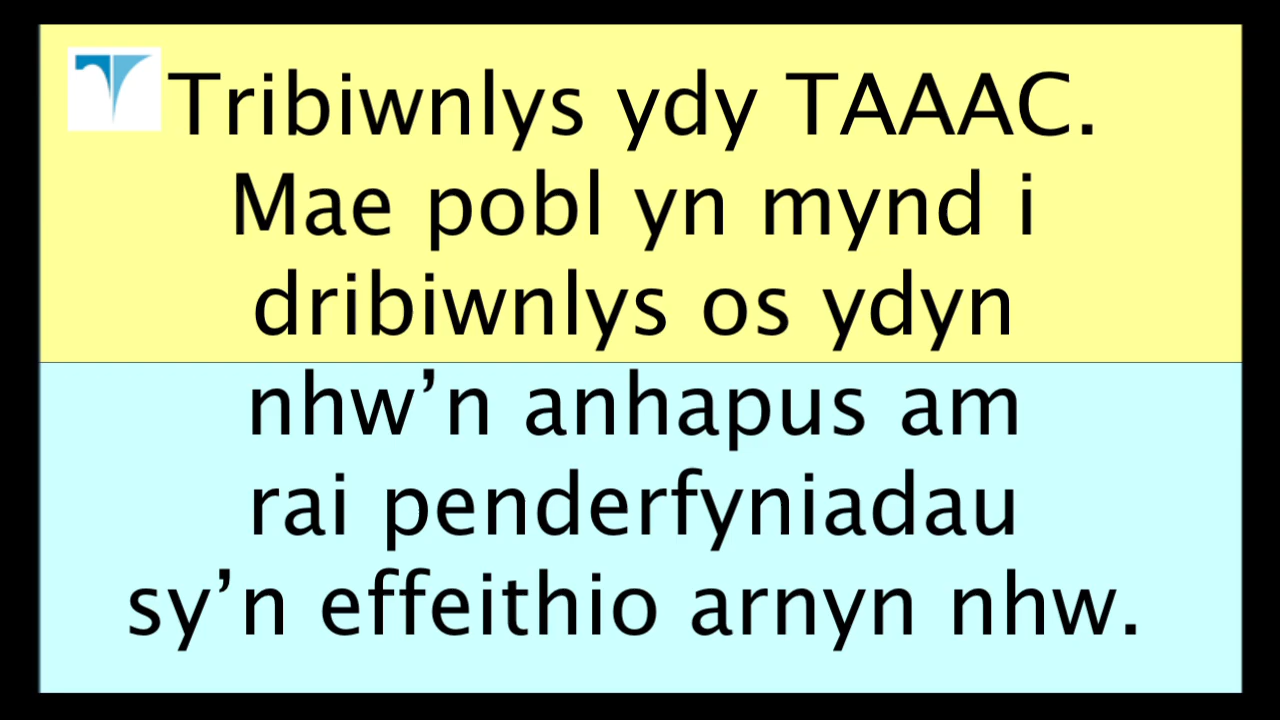 Tribiwnlys ydy TAAAC.
Mae pobl yn mynd i
dribiwnlys os ydyn
nhw’n anhapus am
rai penderfyniadau
sy’n effeithio arnyn nhw.